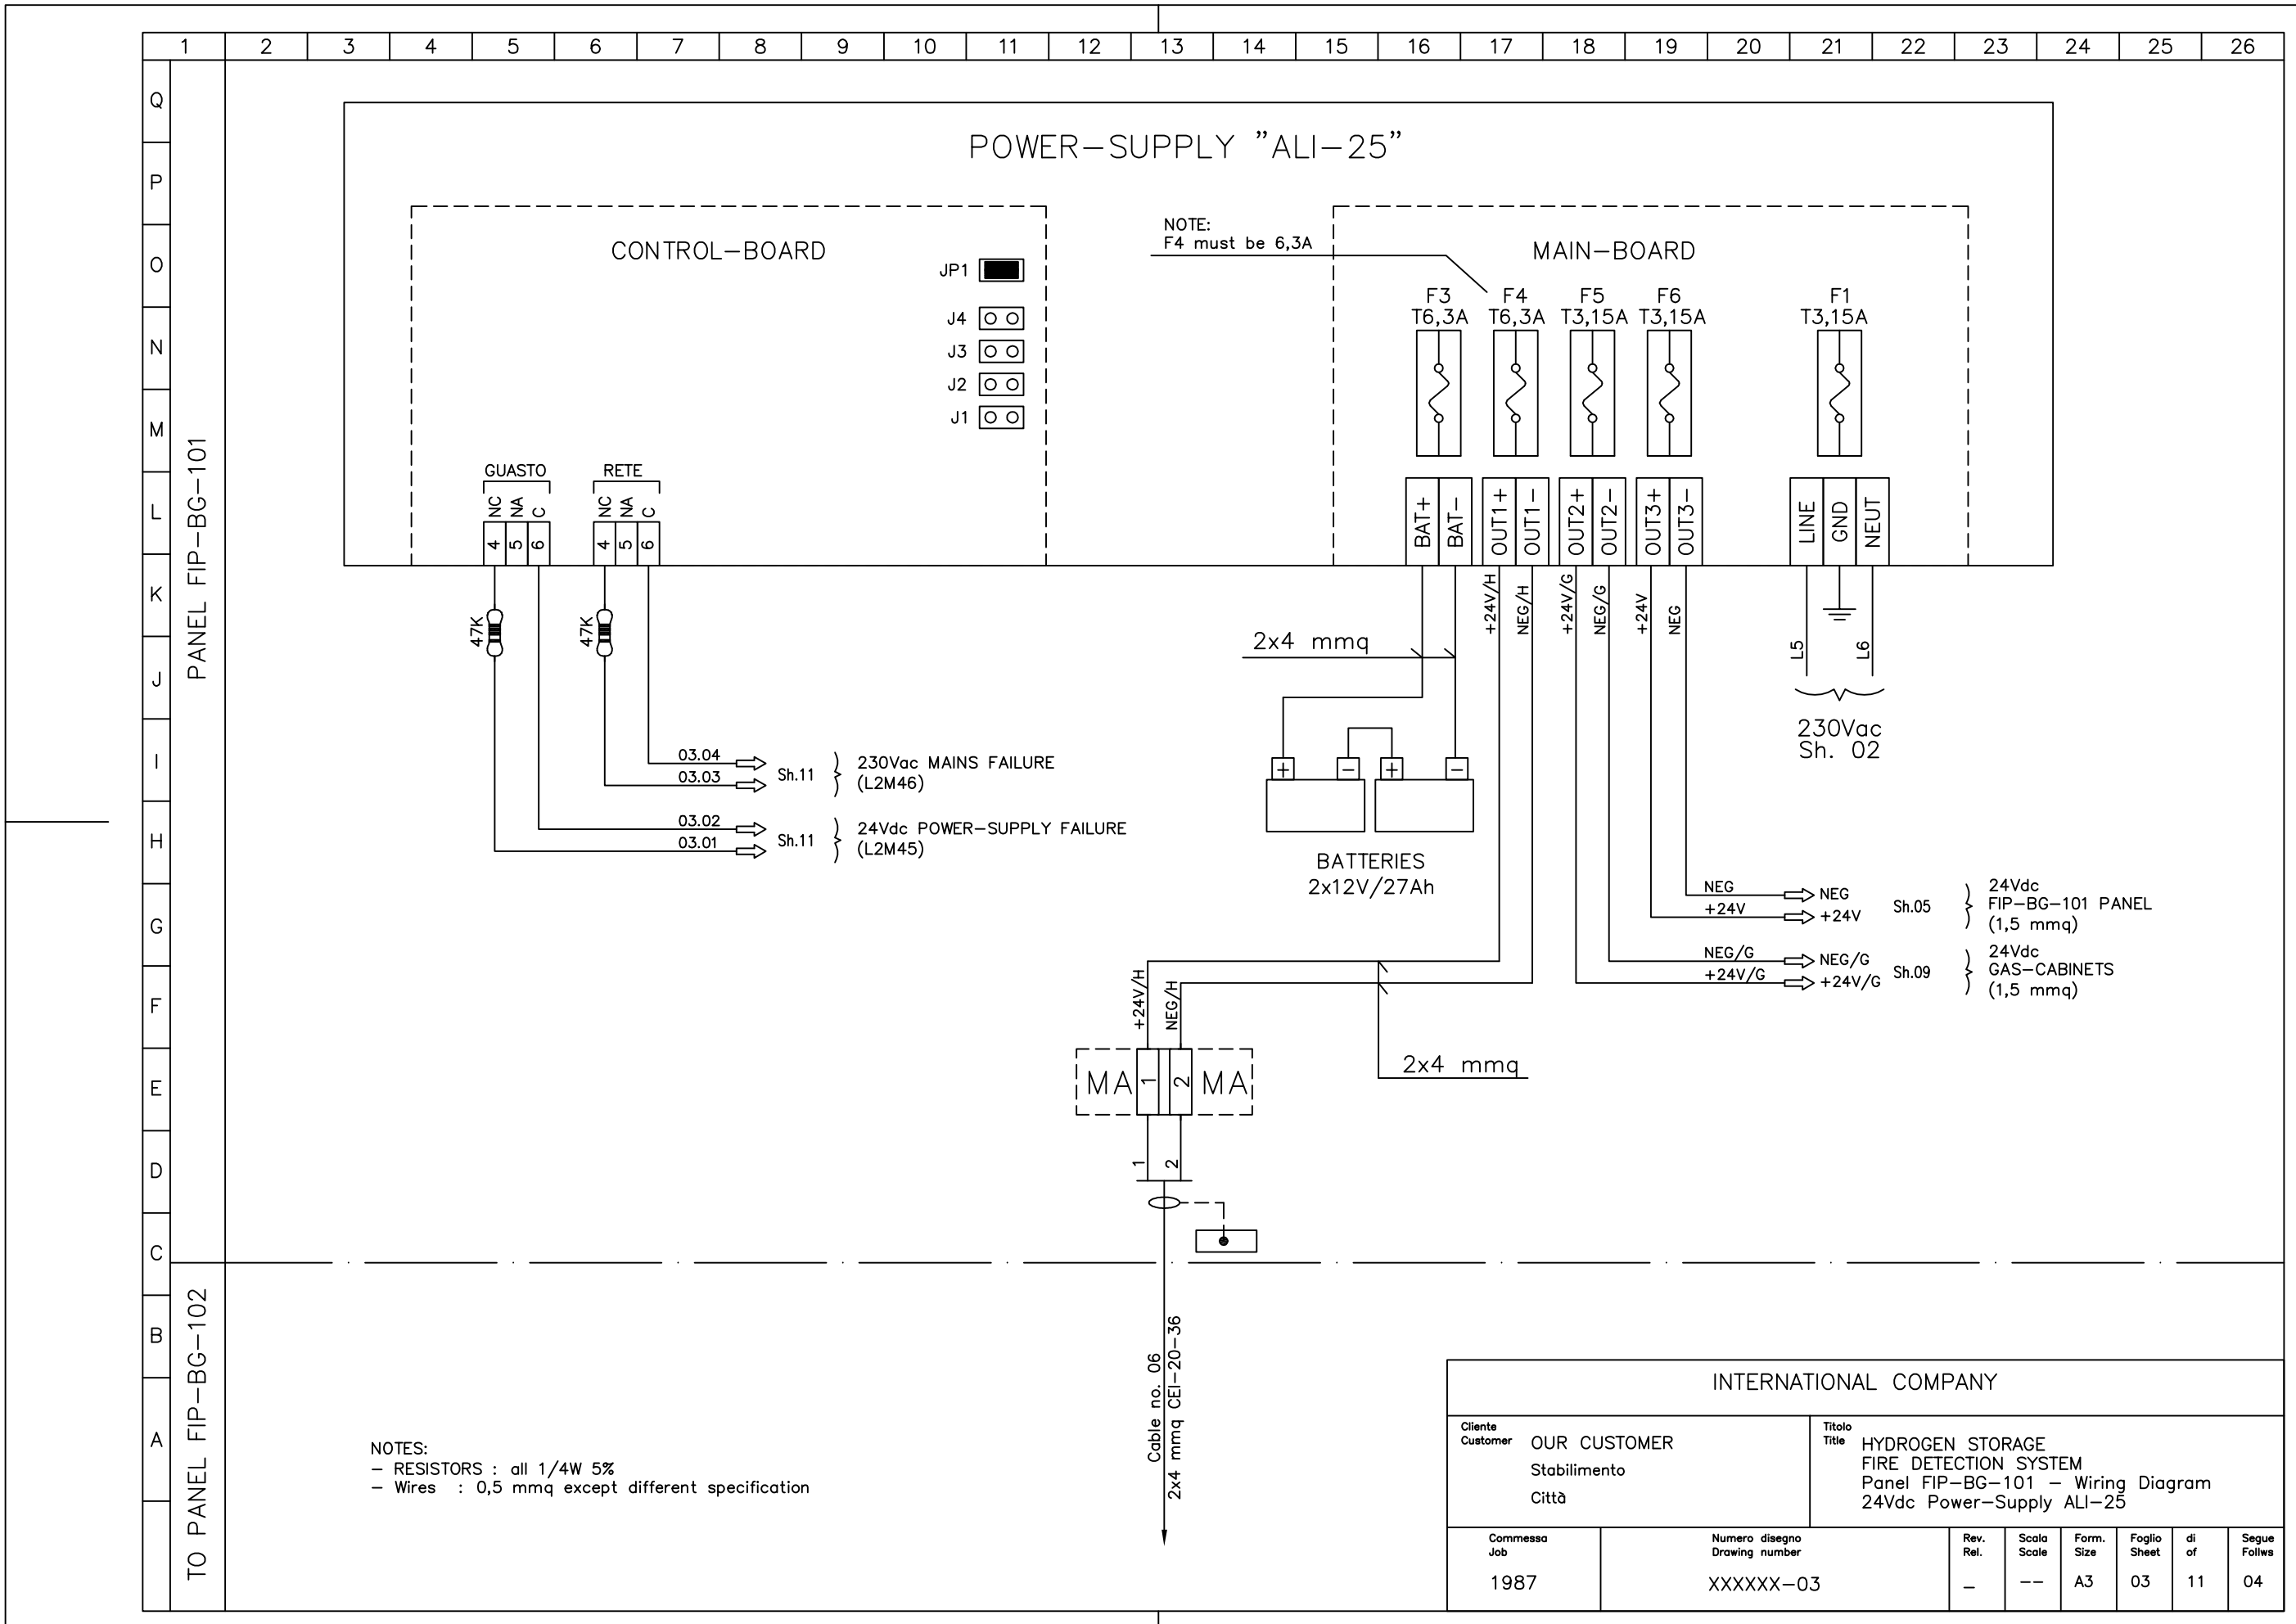 1 2 3 4 5 6 7 8 9 10 11 12 13 14 15 16 17 18 19 20 21 22 23 24 25 26
Q
P
O
N
M
L
K
J
I
H
G
F
E
D
C
B
A
PANEL FIP-BG-101
TO PANEL FIP-BG-102
POWER-SUPPLY "ALI-25"
CONTROL-BOARD
JP1
J4
J3
J2
J1
GUASTO
NC NA C
4 5 6
RETE
NC NA C
4 5 6
47K
47K
NOTE:
F4 must be 6,3A
MAIN-BOARD
F3 F4 F5 F6 F1
T6,3A T6,3A T3,15A T3,15A T3,15A
BAT+ BAT- OUT1+ OUT1- OUT2+ OUT2- OUT3+ OUT3- LINE GND NEUT
+24V/H NEG/H +24V/G NEG/G +24V NEG
L5 L6
2x4 mmq
230Vac
Sh. 02
03.04
03.03
Sh.11
230Vac MAINS FAILURE
(L2M46)
03.02
03.01
Sh.11
24Vdc POWER-SUPPLY FAILURE
(L2M45)
+ - + -
BATTERIES
2x12V/27Ah
NEG NEG
+24V +24V
Sh.05
24Vdc
FIP-BG-101 PANEL
(1,5 mmq)
NEG/G NEG/G
+24V/G +24V/G
Sh.09
24Vdc
GAS-CABINETS
(1,5 mmq)
+24V/H
NEG/H
2x4 mmq
MA 1 2 MA
1 2
Cable no. 06
2x4 mmq CEI-20-36
NOTES:
- RESISTORS : all 1/4W 5%
- Wires : 0,5 mmq except different specification
INTERNATIONAL COMPANY
Cliente
Customer
OUR CUSTOMER
Stabilimento
Città
Titolo
Title
HYDROGEN STORAGE
FIRE DETECTION SYSTEM
Panel FIP-BG-101 - Wiring Diagram
24Vdc Power-Supply ALI-25
Commessa
Job
1987
Numero disegno
Drawing number
XXXXXX-03
Rev.
Rel.
-
Scala
Scale
--
Form.
Size
A3
Foglio
Sheet
03
di
of
11
Segue
Follws
04